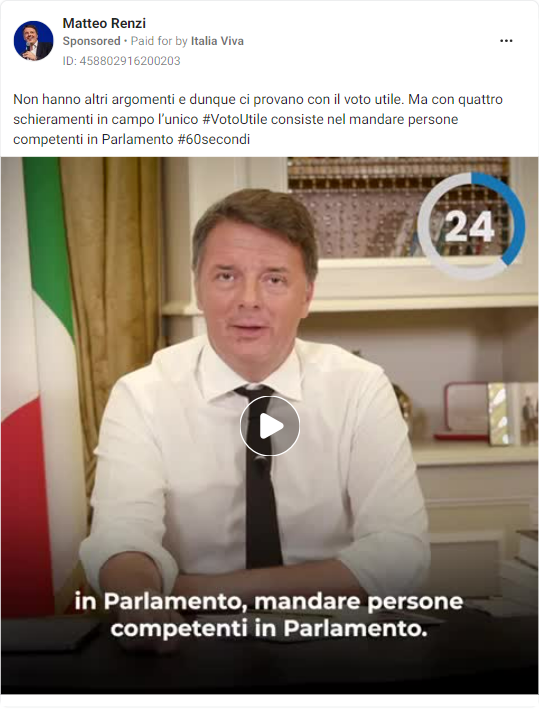 Matteo Renzi
Sponsored • Paid for by Italia Viva
ID: 458802916200203
Non hanno altri argomenti e dunque ci provano con il voto utile. Ma con quattro
schieramenti in campo l'unico #VotoUtile consiste nel mandare persone
competenti in Parlamento #60secondi
24
in Parlamento, mandare persone
competenti in Parlamento.